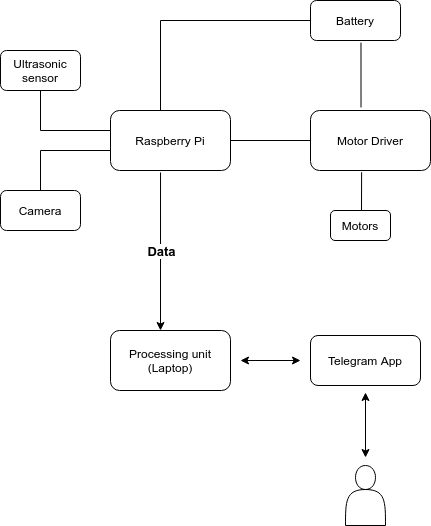 Battery
Ultrasonic
sensor
Raspberry Pi
Motor Driver
Camera
Motors
Data
Processing unit
(Laptop)
Telegram App